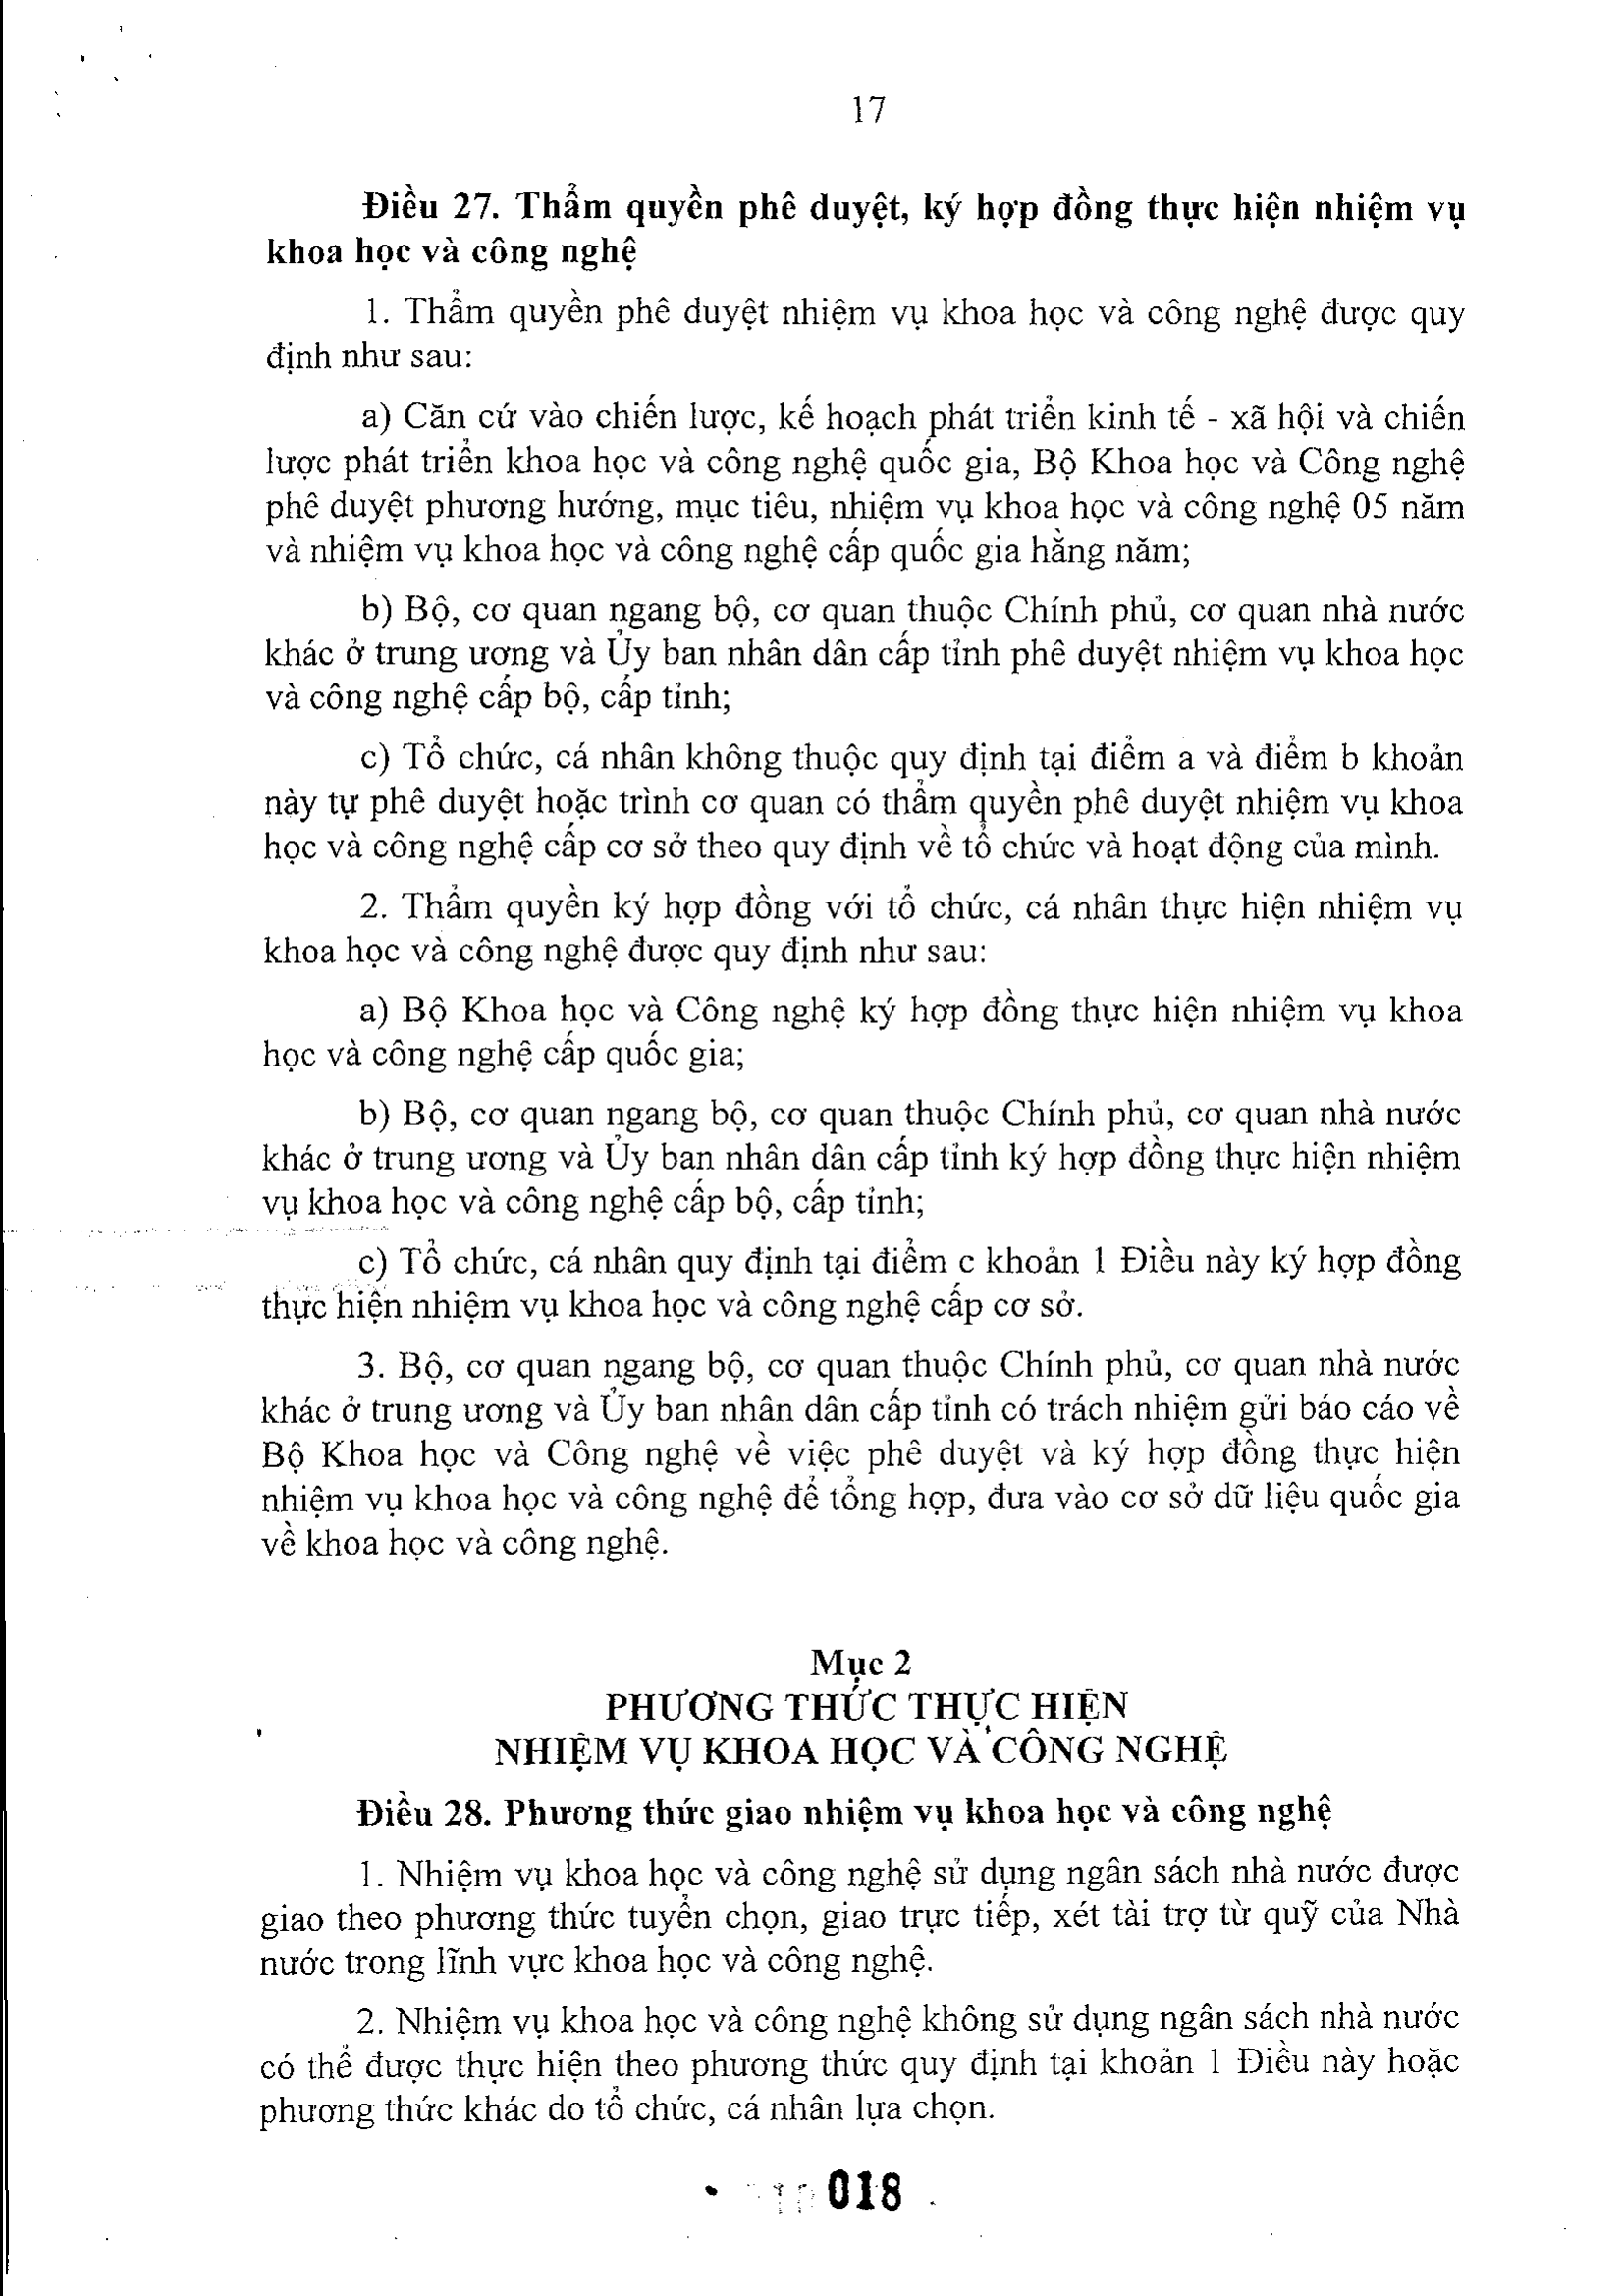 17
Điều 27. Thẩm quyền phê duyệt, ký hợp đồng thực hiện nhiệm vụ
khoa học và công nghệ
1. Thẩm quyền phê duyệt nhiệm vụ khoa học và công nghệ được quy
định như sau:
a) Căn cứ vào chiến lược, kế hoạch phát triển kinh tế - xã hội và chiến
lược phát triển khoa học và công nghệ quốc gia, Bộ Khoa học và Công nghệ
phê duyệt phương hướng, mục tiêu, nhiệm vụ khoa học và công nghệ 05 năm
và nhiệm vụ khoa học và công nghệ cấp quốc gia hằng năm;
b) Bộ, cơ quan ngang bộ, cơ quan thuộc Chính phủ, cơ quan nhà nước
khác ở trung ương và Ủy ban nhân dân cấp tỉnh phê duyệt nhiệm vụ khoa học
và công nghệ cấp bộ, cấp tỉnh;
c) Tổ chức, cá nhân không thuộc quy định tại điểm a và điểm b khoản
này tự phê duyệt hoặc trình cơ quan có thẩm quyền phê duyệt nhiệm vụ khoa
học và công nghệ cấp cơ sở theo quy định về tổ chức và hoạt động của mình.
2. Thẩm quyền ký hợp đồng với tổ chức, cá nhân thực hiện nhiệm vụ
khoa học và công nghệ được quy định như sau:
a) Bộ Khoa học và Công nghệ ký hợp đồng thực hiện nhiệm vụ khoa
học và công nghệ cấp quốc gia;
b) Bộ, cơ quan ngang bộ, cơ quan thuộc Chính phủ, cơ quan nhà nước
khác ở trung ương và Ủy ban nhân dân cấp tỉnh ký hợp đồng thực hiện nhiệm
vụ khoa học và công nghệ cấp bộ, cấp tỉnh;
c) Tổ chức, cá nhân quy định tại điểm c khoản 1 Điều này ký hợp đồng
thực hiện nhiệm vụ khoa học và công nghệ cấp cơ sở.
3. Bộ, cơ quan ngang bộ, cơ quan thuộc Chính phủ, cơ quan nhà nước
khác ở trung ương và Ủy ban nhân dân cấp tỉnh có trách nhiệm gửi báo cáo về
Bộ Khoa học và Công nghệ về việc phê duyệt và ký hợp đồng thực hiện
nhiệm vụ khoa học và công nghệ để tổng hợp, đưa vào cơ sở dữ liệu quốc gia
về khoa học và công nghệ.
Mục 2
PHƯƠNG THỨC THỰC HIỆN
NHIỆM VỤ KHOA HỌC VÀ CÔNG NGHỆ
Điều 28. Phương thức giao nhiệm vụ khoa học và công nghệ
1. Nhiệm vụ khoa học và công nghệ sử dụng ngân sách nhà nước được
giao theo phương thức tuyển chọn, giao trực tiếp, xét tài trợ từ quỹ của Nhà
nước trong lĩnh vực khoa học và công nghệ.
2. Nhiệm vụ khoa học và công nghệ không sử dụng ngân sách nhà nước
có thể được thực hiện theo phương thức quy định tại khoản 1 Điều này hoặc
phương thức khác do tổ chức, cá nhân lựa chọn.
018